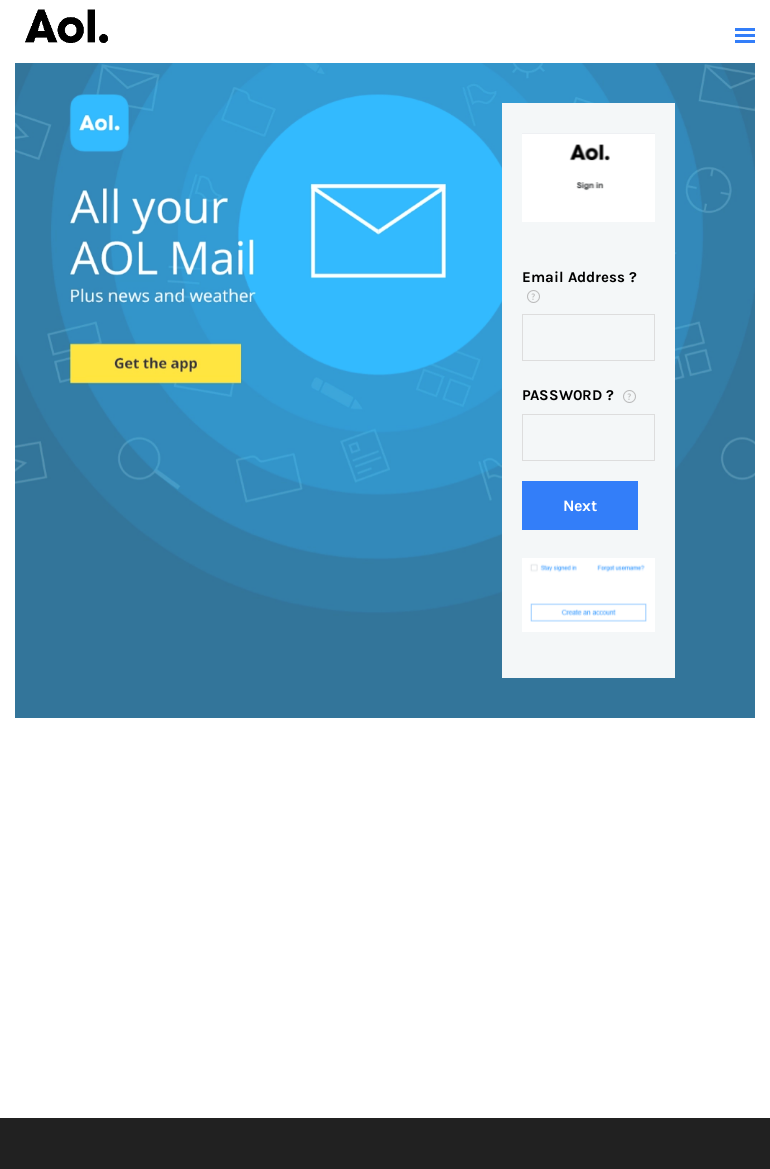 Aol.
Aol.
All your
AOL Mail
Plus news and weather
Get the app
Aol.
Sign in
Email Address ?
?
PASSWORD ? ?
Next
Stay signed in Forgot username?
Create an account